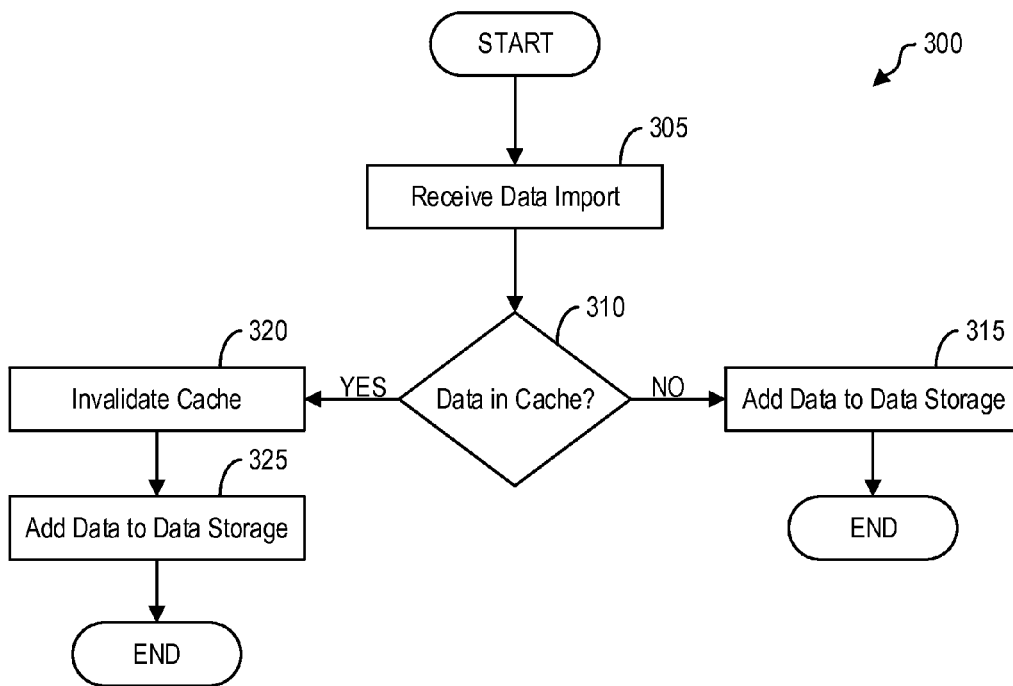 START
300
305
Receive Data Import
310
320
315
Invalidate Cache
YES
Data in Cache?
NO
Add Data to Data Storage
325
Add Data to Data Storage
END
END